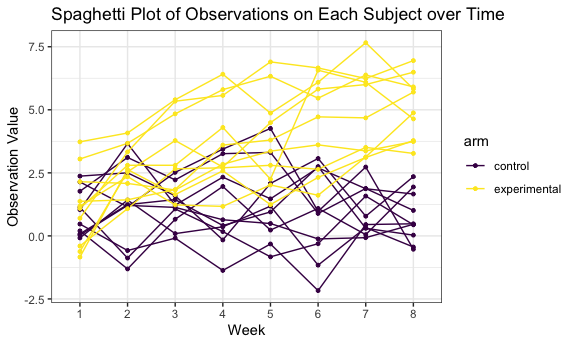 Spaghetti Plot of Observations on Each Subject over Time
Observation Value
7.5
5.0
2.5
0.0
-2.5
1 2 3 4 5 6 7 8
Week
arm
control
experimental